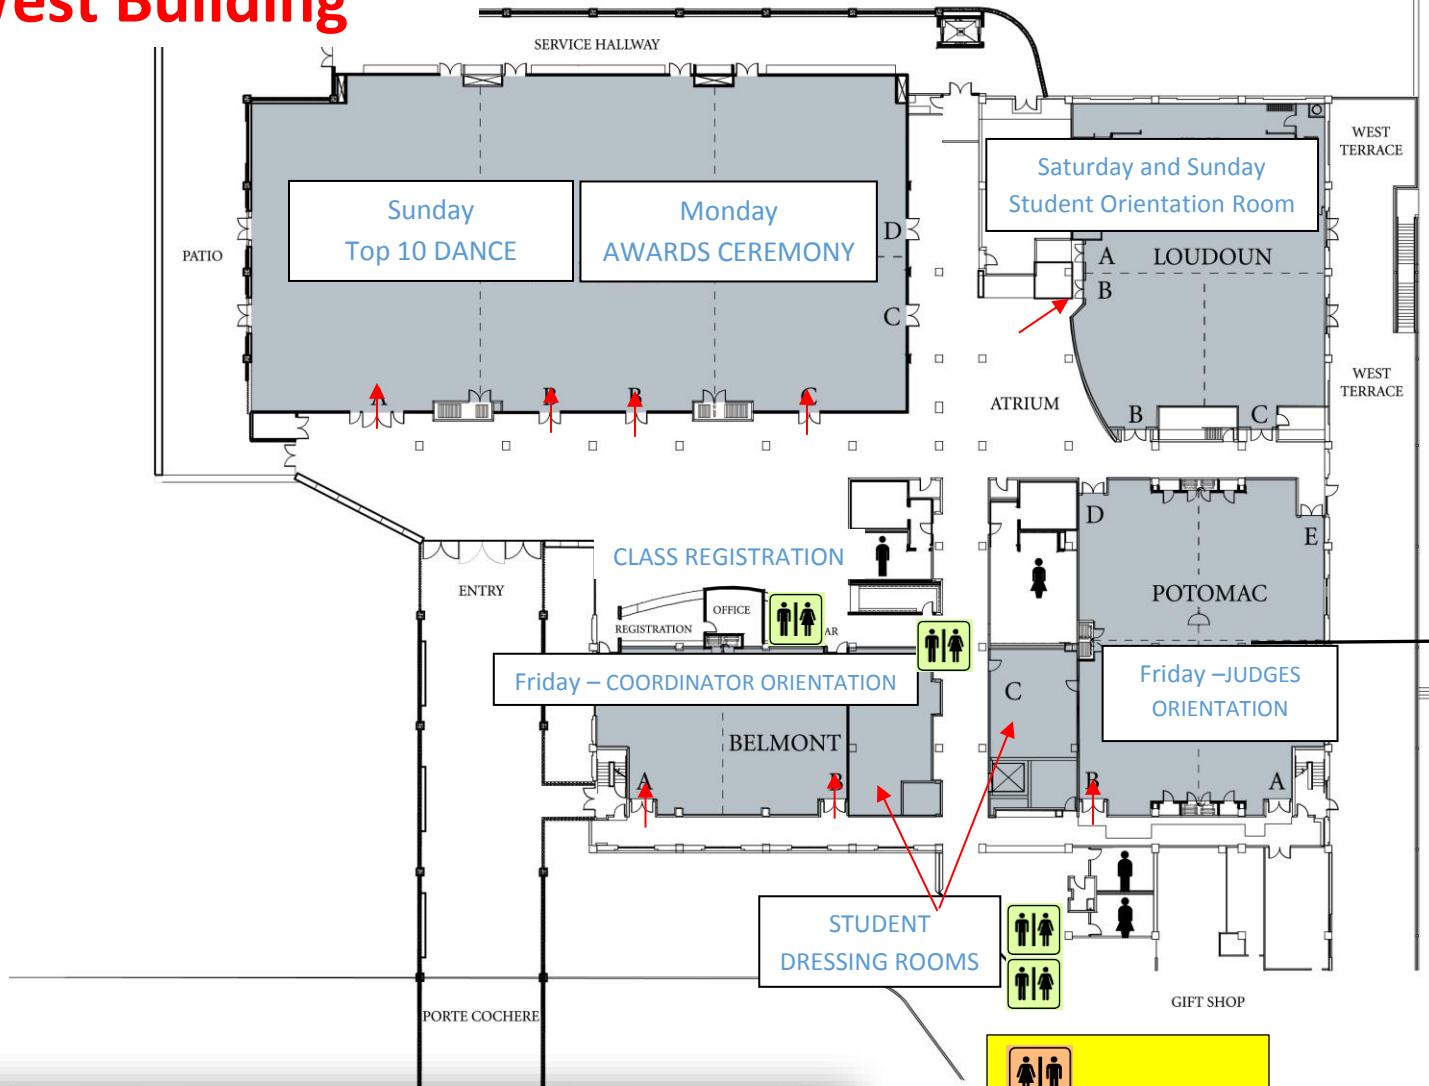 West Building
SERVICE HALLWAY
WEST
TERRACE
Saturday and Sunday
Student Orientation Room
Sunday
Top 10 DANCE
Monday
AWARDS CEREMONY
D
PATIO
A
LOUDOUN
B
C
WEST
TERRACE
A
B
B
C
ATRIUM
B
C
D
E
CLASS REGISTRATION
ENTRY
OFFICE
POTOMAC
REGISTRATION
AR
Friday – COORDINATOR ORIENTATION
Friday –JUDGES
ORIENTATION
C
BELMONT
A
B
B
A
STUDENT
DRESSING ROOMS
GIFT SHOP
PORTE COCHERE